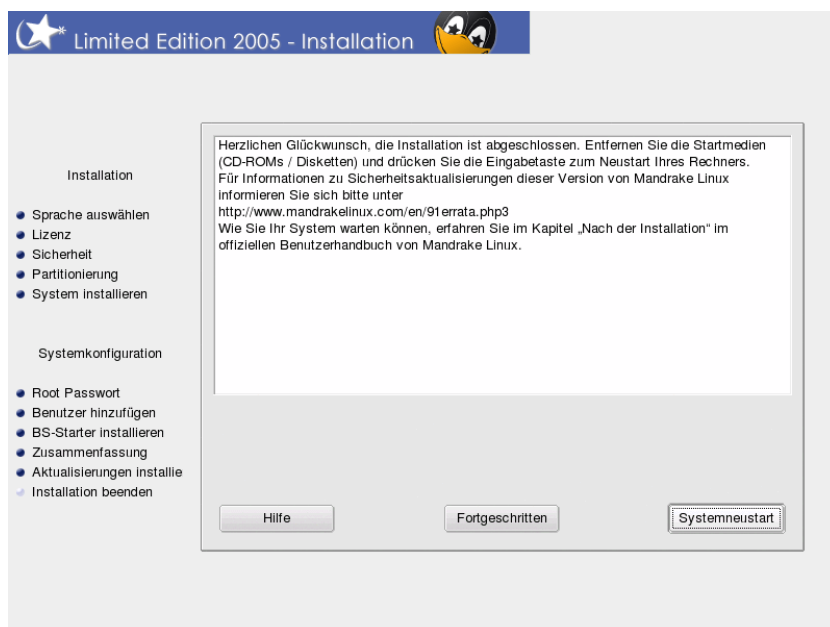 Limited Edition 2005 - Installation
Installation
Sprache auswählen
Lizenz
Sicherheit
Partitionierung
System installieren
Systemkonfiguration
Root Passwort
Benutzer hinzufügen
BS-Starter installieren
Zusammenfassung
Aktualisierungen installie
Installation beenden
Herzlichen Glückwunsch, die Installation ist abgeschlossen. Entfernen Sie die Startmedien
(CD-ROMs / Disketten) und drücken Sie die Eingabetaste zum Neustart Ihres Rechners.
Für Informationen zu Sicherheitsaktualisierungen dieser Version von Mandrake Linux
informieren Sie sich bitte unter
http://www.mandrakelinux.com/en/91errata.php3
Wie Sie Ihr System warten können, erfahren Sie im Kapitel „Nach der Installation“ im
offiziellen Benutzerhandbuch von Mandrake Linux.
Hilfe
Fortgeschritten
Systemneustart